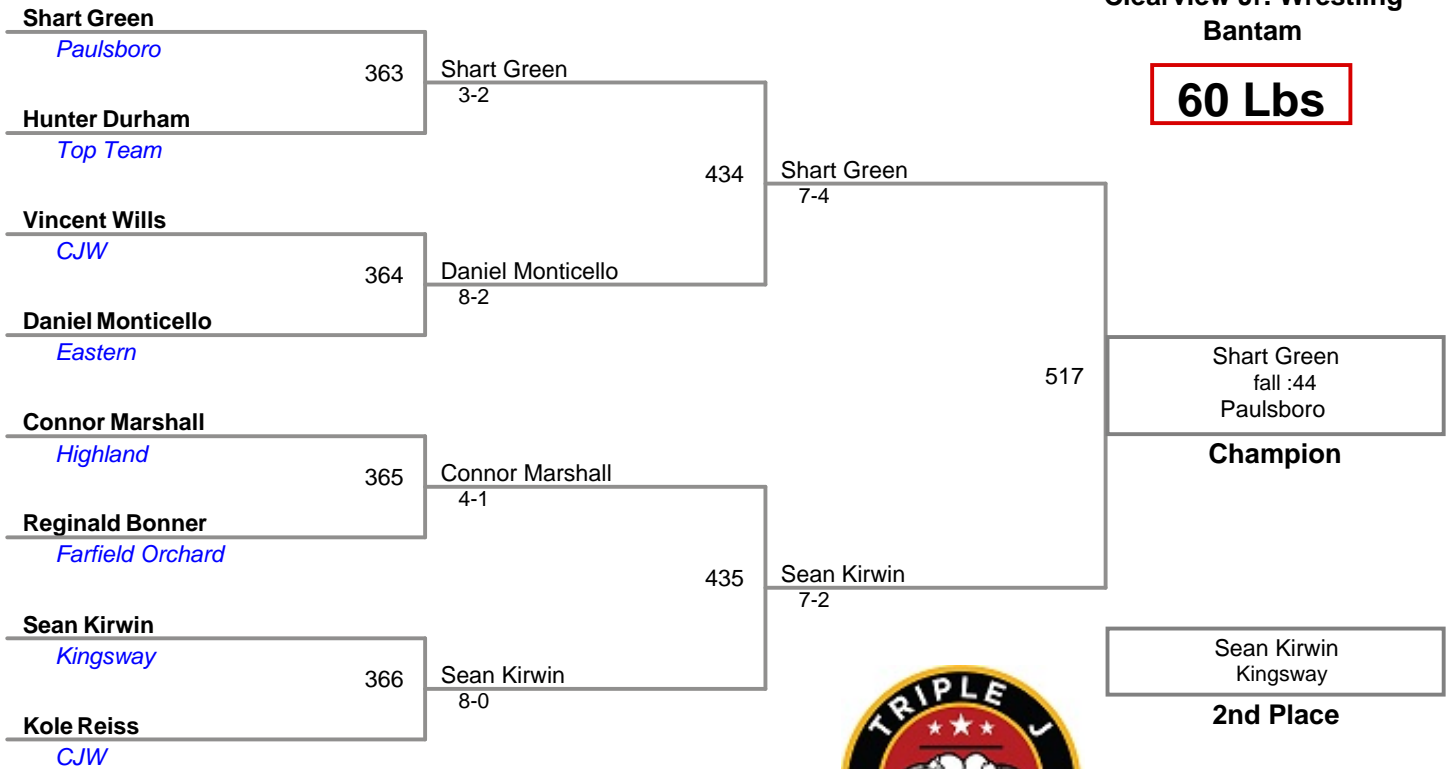 Clearview Jr. Wrestling
Bantam
60 Lbs
Shart Green
Paulsboro
363
Hunter Durham
Top Team
Shart Green
3-2
Vincent Wills
CJW
364
Daniel Monticello
Eastern
Daniel Monticello
8-2
434
Shart Green
7-4
Connor Marshall
Highland
365
Reginald Bonner
Farfield Orchard
Connor Marshall
4-1
Sean Kirwin
Kingsway
366
Kole Reiss
CJW
Sean Kirwin
8-0
435
Sean Kirwin
7-2
517
Shart Green
fall :44
Paulsboro
Champion
Sean Kirwin
Kingsway
2nd Place
TRIPLE J